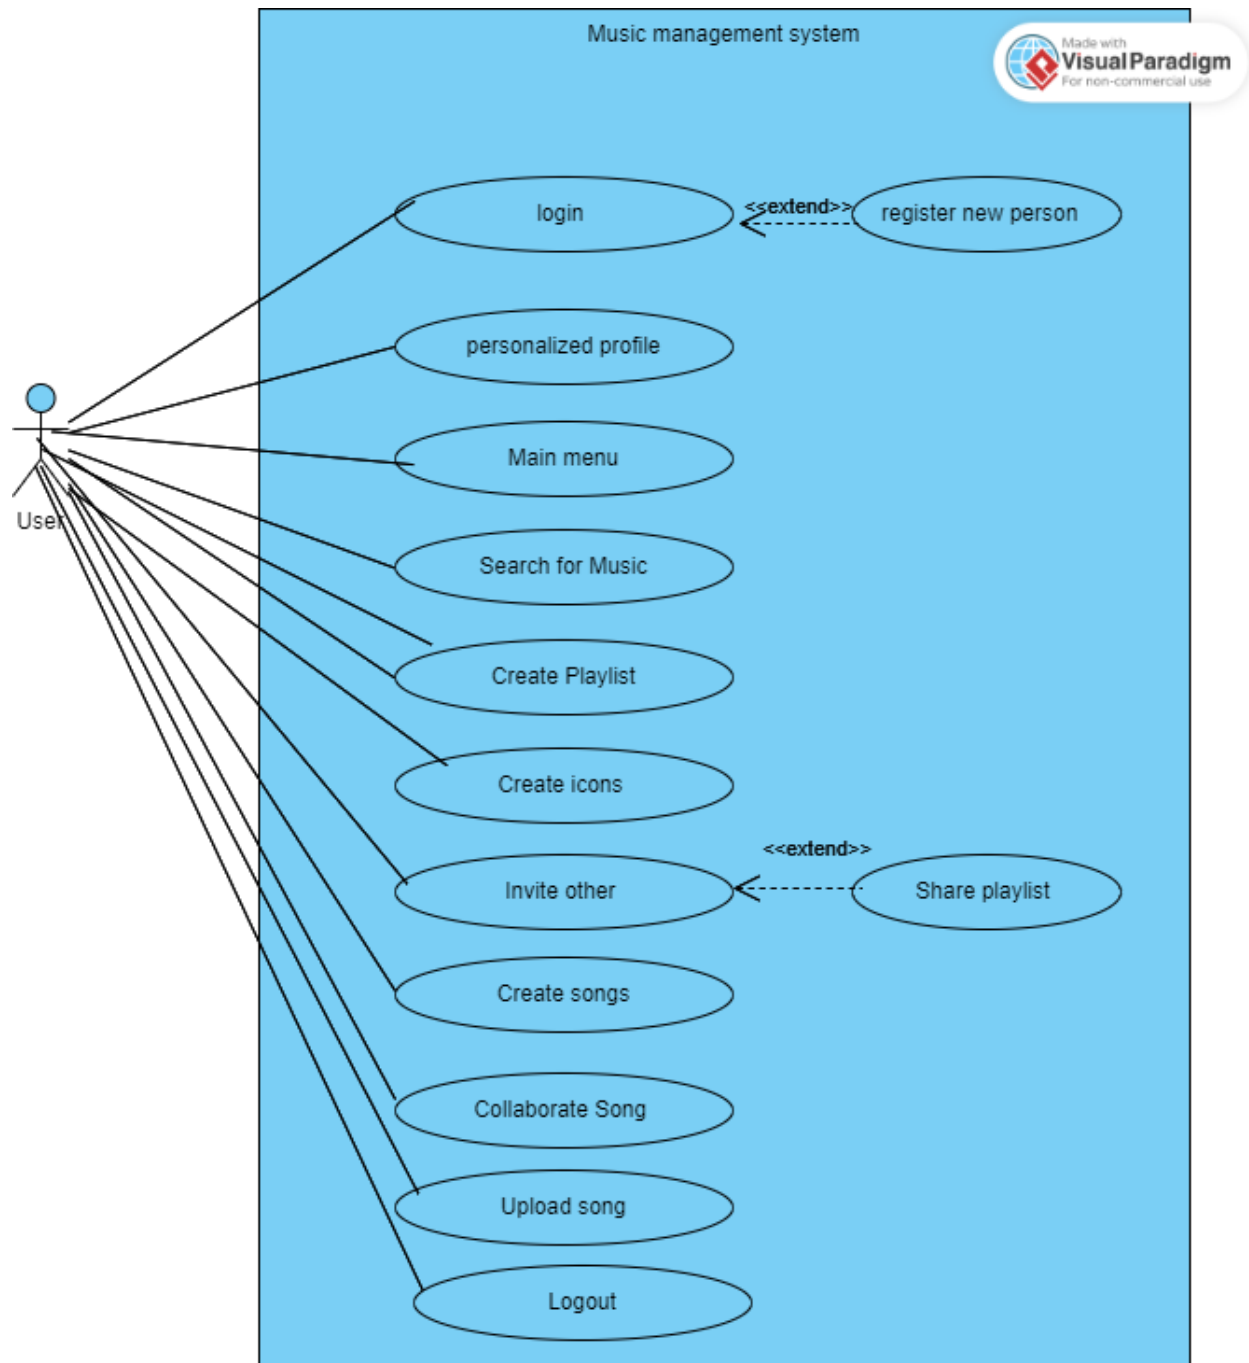 Music management system
Made with
Visual Paradigm
For non-commercial use
login
<<extend>>
register new person
personalized profile
Main menu
User
Search for Music
Create Playlist
Create icons
<<extend>>
Invite other
Share playlist
Create songs
Collaborate Song
Upload song
Logout